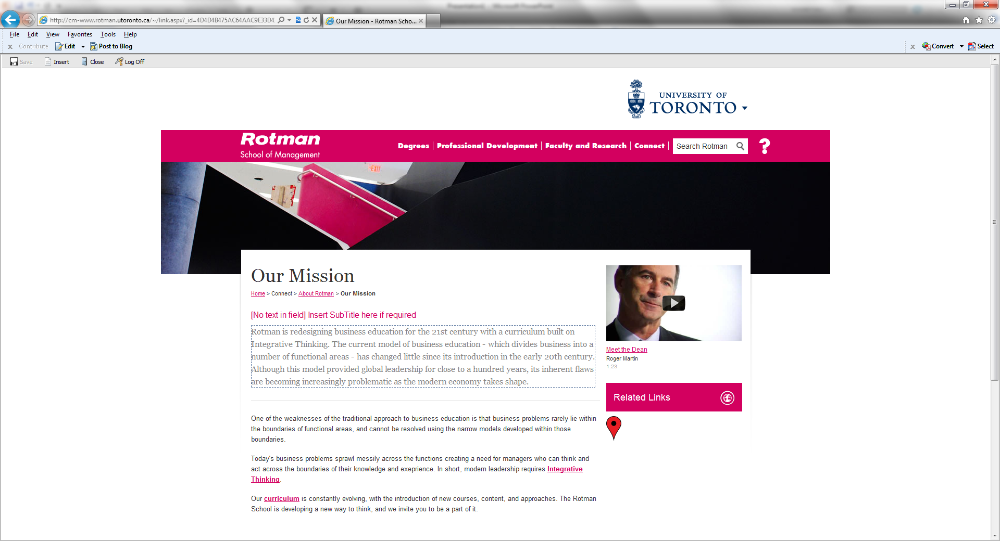 Presentation1 - Microsoft PowerPoint
http://cm-www.rotman.utoronto.ca/~/link.aspx?_id=4D4D4B475AC64AAC9E33D4
Our Mission - Rotman Scho...
File Edit View Favorites Tools Help
x Contribute Edit Post to Blog
x Convert Select
Save Insert Close Log Off
UNIVERSITY OF
TORONTO
Rotman
School of Management
Degrees Professional Development Faculty and Research Connect Search Rotman ?
EXIT
Our Mission
Home > Connect > About Rotman > Our Mission
[No text in field] Insert SubTitle here if required
Rotman is redesigning business education for the 21st century with a curriculum built on
Integrative Thinking. The current model of business education - which divides business into a
number of functional areas - has changed little since its introduction in the early 20th century.
Although this model provided global leadership for close to a hundred years, its inherent flaws
are becoming increasingly problematic as the modern economy takes shape.
One of the weaknesses of the traditional approach to business education is that business problems rarely lie within
the boundaries of functional areas, and cannot be resolved using the narrow models developed within those
boundaries.
Today's business problems sprawl messily across the functions creating a need for managers who can think and
act across the boundaries of their knowledge and exeprience. In short, modern leadership requires Integrative
Thinking.
Our curriculum is constantly evolving, with the introduction of new courses, content, and approaches. The Rotman
School is developing a new way to think, and we invite you to be a part of it.
Meet the Dean
Roger Martin
1:23
Related Links